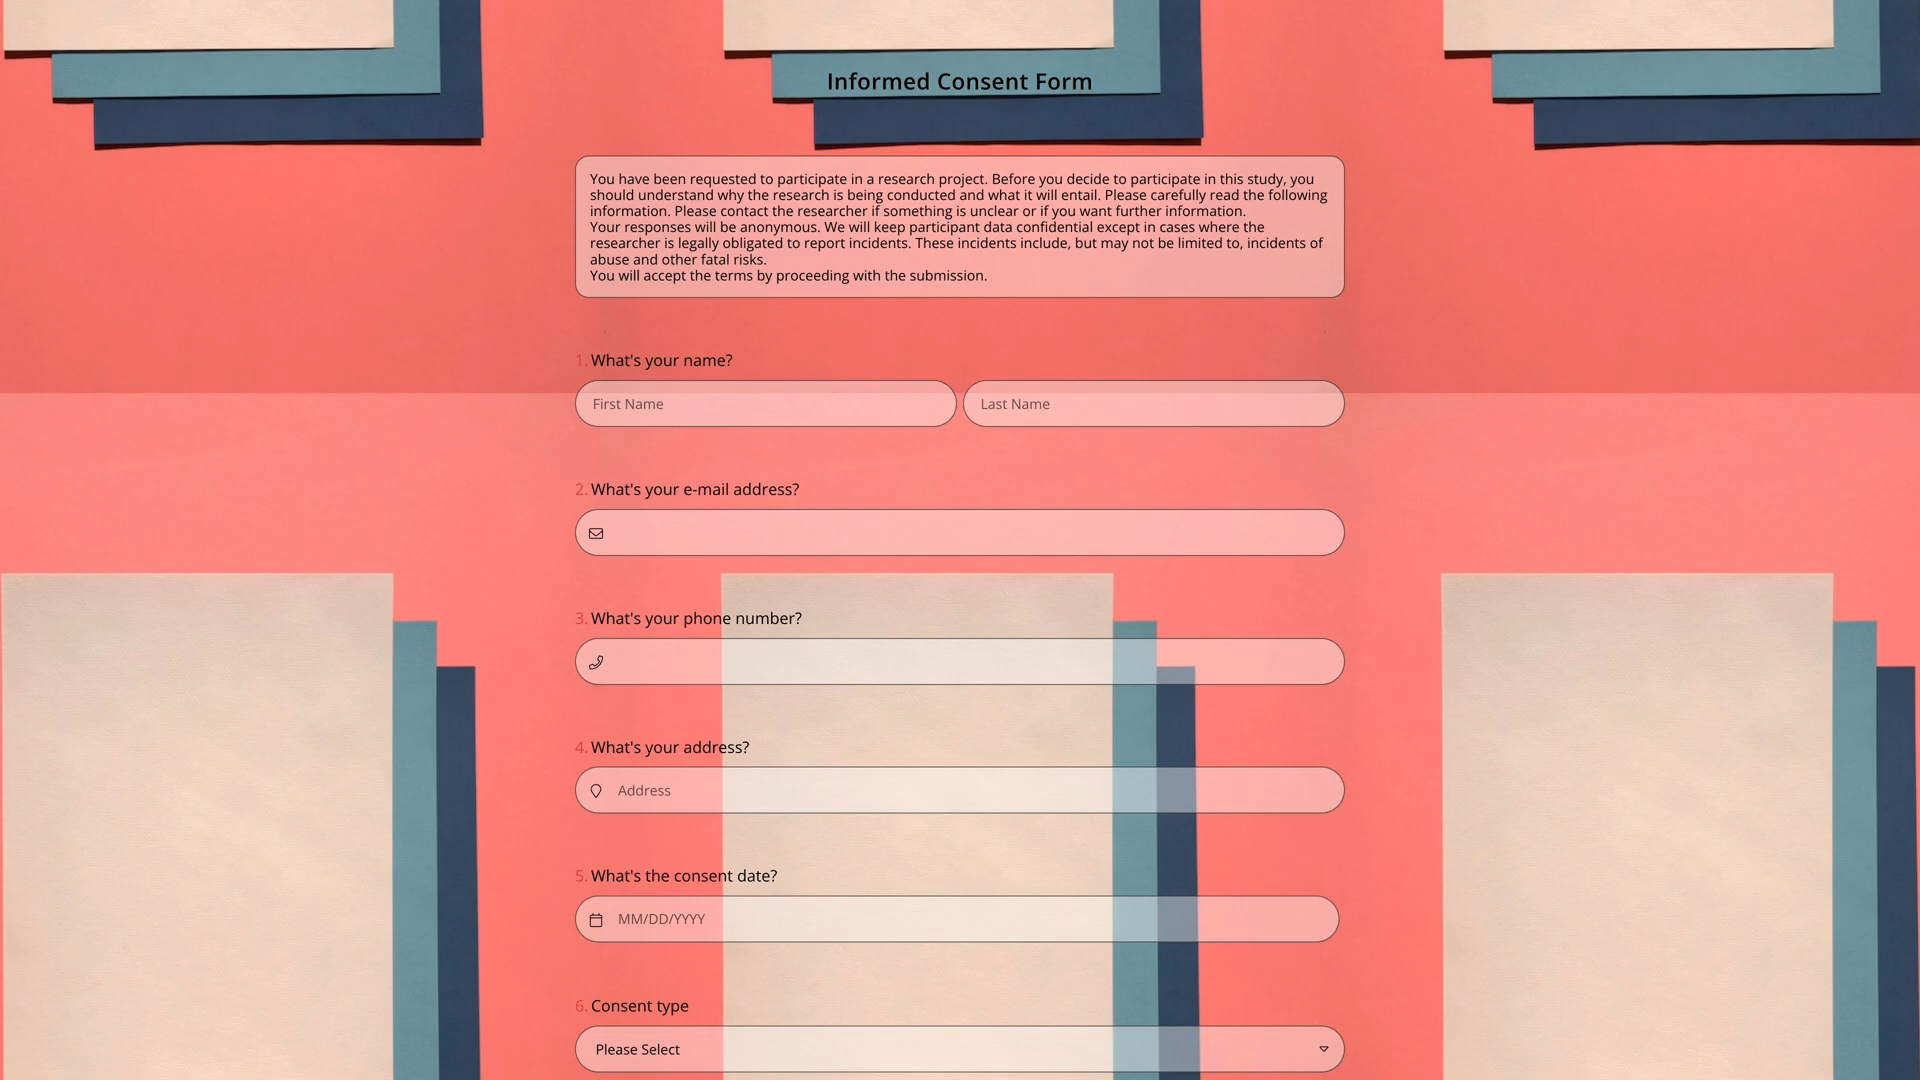 Informed Consent Form
You have been requested to participate in a research project. Before you decide to participate in this study, you
should understand why the research is being conducted and what it will entail. Please carefully read the following
information. Please contact the researcher if something is unclear or if you want further information.
Your responses will be anonymous. We will keep participant data confidential except in cases where the
researcher is legally obligated to report incidents. These incidents include, but may not be limited to, incidents of
abuse and other fatal risks.
You will accept the terms by proceeding with the submission.
1. What's your name?
First Name Last Name
2. What's your e-mail address?
3. What's your phone number?
4. What's your address?
Address
5. What's the consent date?
MM/DD/YYYY
6. Consent type
Please Select